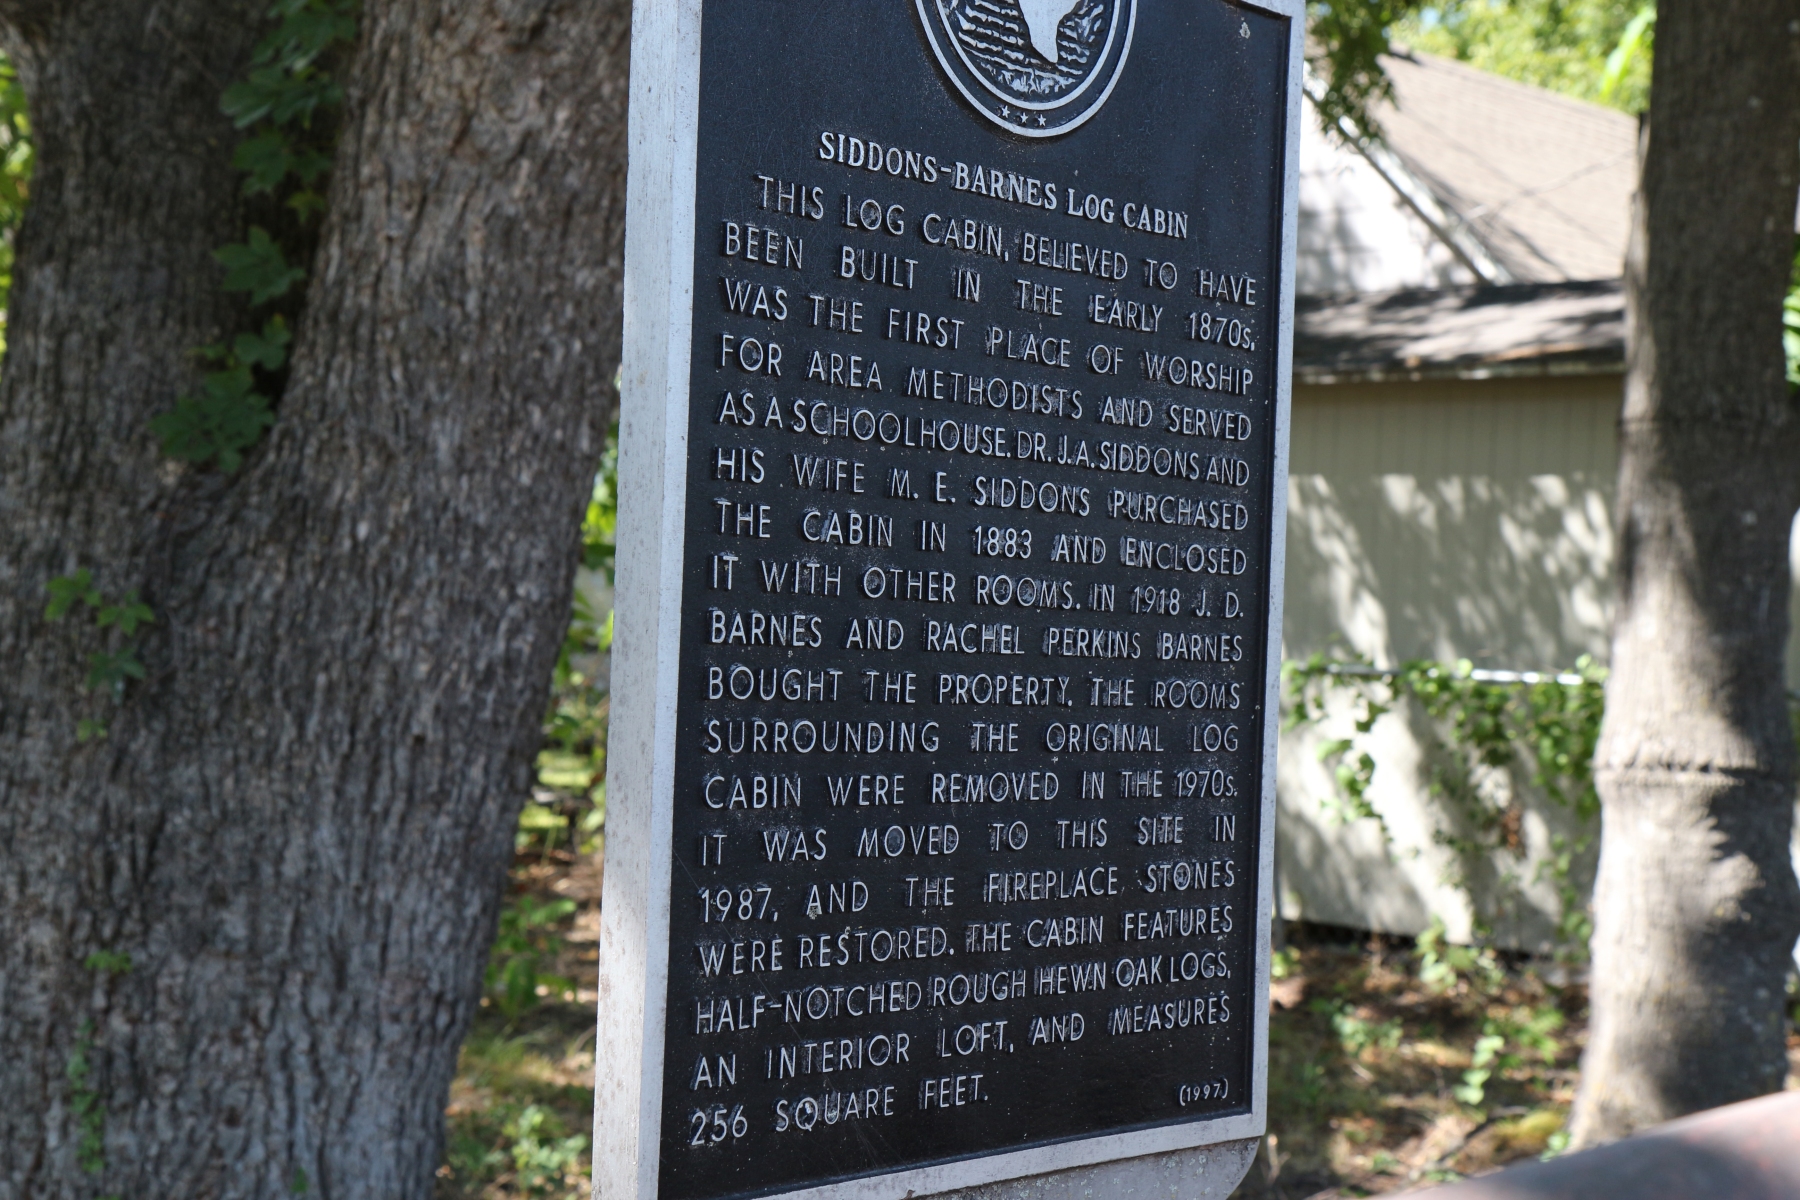 SIDDONS-BARNES LOG CABIN
THIS LOG CABIN, BELIEVED TO HAVE
BEEN BUILT IN THE EARLY 1870s,
WAS THE FIRST PLACE OF WORSHIP
FOR AREA METHODISTS AND SERVED
AS A SCHOOLHOUSE. DR. J.A. SIDDONS AND
HIS WIFE M. E. SIDDONS PURCHASED
THE CABIN IN 1883 AND ENCLOSED
IT WITH OTHER ROOMS. IN 1918 J. D.
BARNES AND RACHEL PERKINS BARNES
BOUGHT THE PROPERTY. THE ROOMS
SURROUNDING THE ORIGINAL LOG
CABIN WERE REMOVED IN THE 1970s.
IT WAS MOVED TO THIS SITE IN
1987, AND THE FIREPLACE STONES
WERE RESTORED. THE CABIN FEATURES
HALF-NOTCHED ROUGH HEWN OAK LOGS,
AN INTERIOR LOFT, AND MEASURES
256 SQUARE FEET.
(1997)